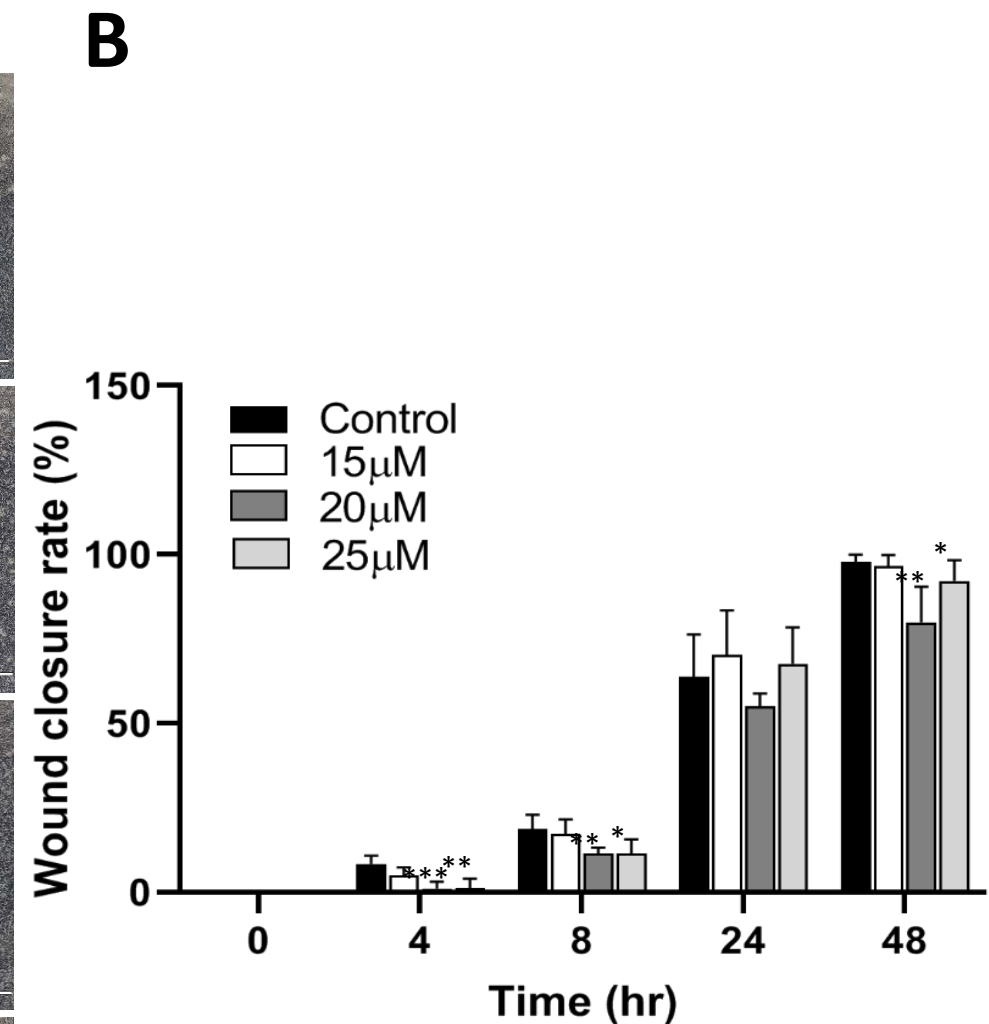 B
150
100
50
0
Wound closure rate (%)
Control
15μM
20μM
25μM
***
**
**
*
**
*
0 4 8 24 48
Time (hr)